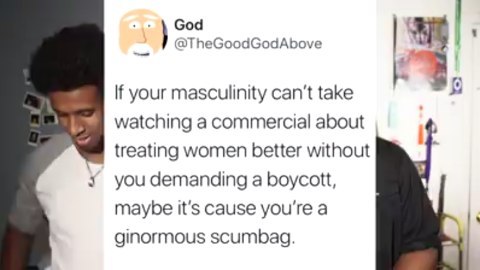 God
@TheGoodGodAbove
If your masculinity can't take
watching a commercial about
treating women better without
you demanding a boycott,
maybe it's cause you're a
ginormous scumbag.